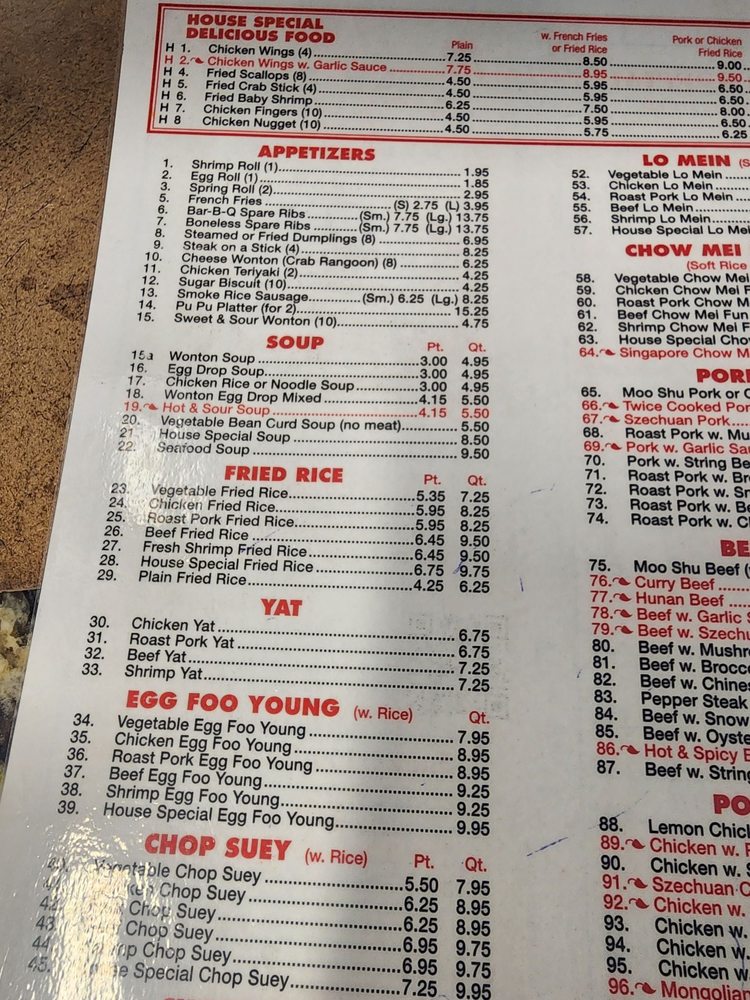 HOUSE SPECIAL
DELICIOUS FOOD
Plain
w. French Fries
or Fried Rice
Pork or Chicken
Fried Rice
H 1. Chicken Wings (4) 7.25 8.50 9.00
H 2. Chicken Wings w. Garlic Sauce 7.75 8.95 9.50
H 4. Fried Scallops (8) 4.50 5.95 6.50
H 5. Fried Crab Stick (4) 4.50 5.95 6.50
H 6. Fried Baby Shrimp 6.25 7.50 8.00
H 7. Chicken Fingers (10) 4.50 5.95 6.50
H 8 Chicken Nugget (10) 4.50 5.75 6.25
APPETIZERS
1. Shrimp Roll (1) 1.95
2. Egg Roll (1) 1.85
3. Spring Roll (2) 2.95
5. French Fries (S) 2.75 (L) 3.95
6. Bar-B-Q Spare Ribs (Sm.) 7.75 (Lg.) 13.75
7. Boneless Spare Ribs (Sm.) 7.75 (Lg.) 13.75
8. Steamed or Fried Dumplings (8) 6.95
9. Steak on a Stick (4) 8.25
10. Cheese Wonton (Crab Rangoon) (8) 6.25
11. Chicken Teriyaki (2) 4.25
12. Sugar Biscuit (10) 4.25
13. Smoke Rice Sausage (Sm.) 6.25 (Lg.) 8.25
14. Pu Pu Platter (for 2) 15.25
15. Sweet & Sour Wonton (10) 4.75
SOUP Pt. Qt.
15a Wonton Soup 3.00 4.95
16. Egg Drop Soup 3.00 4.95
17. Chicken Rice or Noodle Soup 3.00 4.95
18. Wonton Egg Drop Mixed 4.15 5.50
19. Hot & Sour Soup 4.15 5.50
20. Vegetable Bean Curd Soup (no meat) 5.50
21. House Special Soup 8.50
22. Seafood Soup 9.50
FRIED RICE Pt. Qt.
23. Vegetable Fried Rice 5.35 7.25
24. Chicken Fried Rice 5.95 8.25
25. Roast Pork Fried Rice 5.95 8.25
26. Beef Fried Rice 6.45 9.50
27. Fresh Shrimp Fried Rice 6.45 9.50
28. House Special Fried Rice 6.75 9.75
29. Plain Fried Rice 4.25 6.25
YAT
30. Chicken Yat 6.75
31. Roast Pork Yat 6.75
32. Beef Yat 7.25
33. Shrimp Yat 7.25
EGG FOO YOUNG (w. Rice) Qt.
34. Vegetable Egg Foo Young 7.95
35. Chicken Egg Foo Young 8.95
36. Roast Pork Egg Foo Young 8.95
37. Beef Egg Foo Young 9.25
38. Shrimp Egg Foo Young 9.25
39. House Special Egg Foo Young 9.95
CHOP SUEY (w. Rice) Pt. Qt.
Vegetable Chop Suey 5.50 7.95
Chop Suey 6.25 8.95
Chop Suey 6.25 8.95
Chop Suey 6.95 9.75
44. Chop Suey 6.95 9.75
45. Special Chop Suey 7.25 9.95
LO MEIN
52. Vegetable Lo Mein
53. Chicken Lo Mein
54. Roast Pork Lo Mein
55. Beef Lo Mein
56. Shrimp Lo Mein
57. House Special Lo Mei
CHOW MEI
(Soft Rice
58. Vegetable Chow Mei
59. Chicken Chow Mei F
60. Roast Pork Chow M
61. Beef Chow Mei Fun
62. Shrimp Chow Mei F
63. House Special Chow
64. Singapore Chow M
POR
65. Moo Shu Pork or C
66. Twice Cooked Por
67. Szechuan Pork
68. Roast Pork w. Mu
69. Pork w. Garlic Sau
70. Pork w. String Be
71. Roast Pork w. Br
72. Roast Pork w. Sn
73. Roast Pork w. Be
74. Roast Pork w. C
BE
75. Moo Shu Beef (
76. Curry Beef
77. Hunan Beef
78. Beef w. Garlic S
79. Beef w. Szechu
80. Beef w. Mushro
81. Beef w. Brocco
82. Beef w. Chines
83. Pepper Steak
84. Beef w. Snow
85. Beef w. Oyste
86. Hot & Spicy B
87. Beef w. String
PO
88. Lemon Chic
89. Chicken w.
90. Chicken w. S
91. Szechuan C
92. Chicken w.
93. Chicken w.
94. Chicken w.
95. Chicken w
96. Mongolian